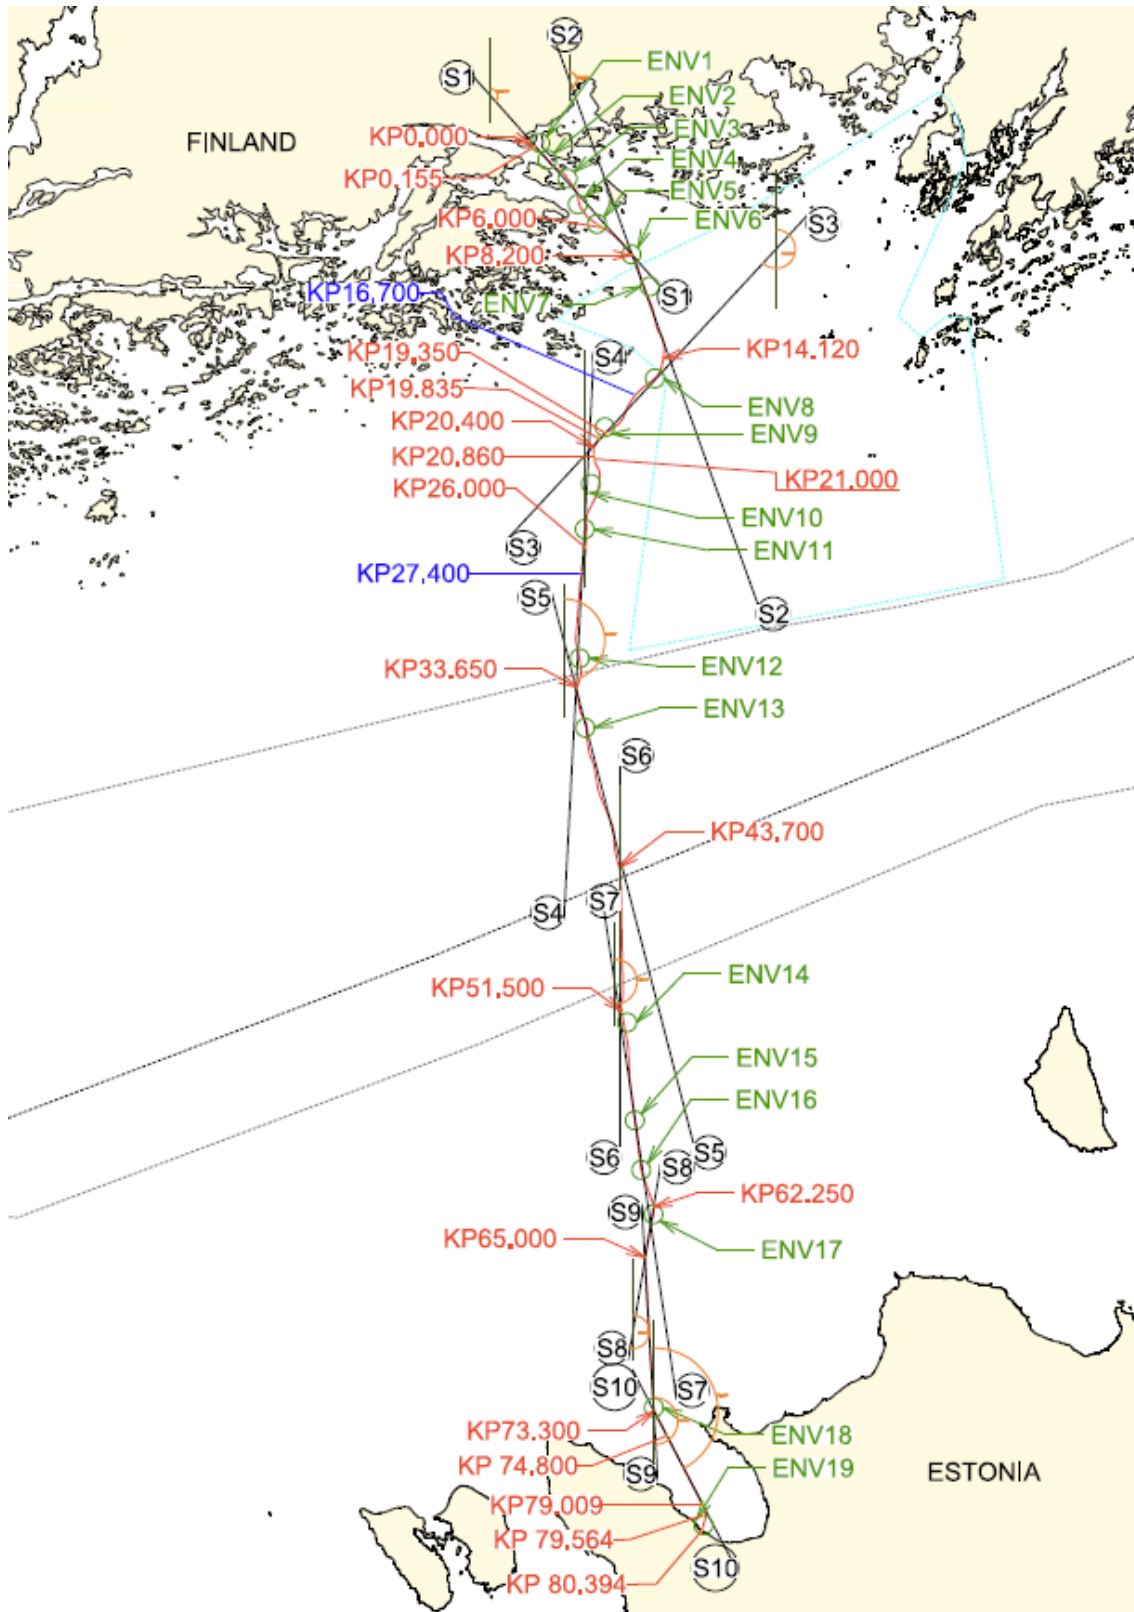 S2
ENV1
S1
ENV2
FINLAND
KP0.000
ENV3
ENV4
KP0.155
ENV5
KP6.000
ENV6
S3
KP8.200
KP16.700
ENV7
S1
KP19.350
S4
KP14.120
KP19.835
ENV8
KP20.400
ENV9
KP20.860
KP21.000
KP26.000
ENV10
S3
ENV11
KP27.400
S5
S2
KP33.650
ENV12
ENV13
S6
KP43.700
S4
S7
KP51.500
ENV14
ENV15
ENV16
S6
S5
S8
KP62.250
S9
KP65.000
ENV17
S8
S10
S7
KP73.300
ENV18
KP 74.800
S9
ENV19
ESTONIA
KP79.009
KP 79.564
S10
KP 80.394